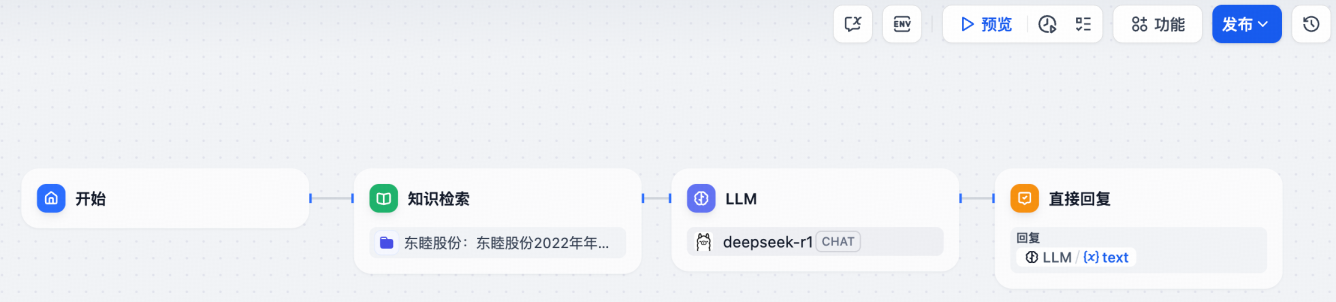 ENV
预览
功能
发布
开始
知识检索
东睦股份：东睦股份2022年年...
LLM
deepseek-r1 CHAT
直接回复
回复
LLM / {x} text